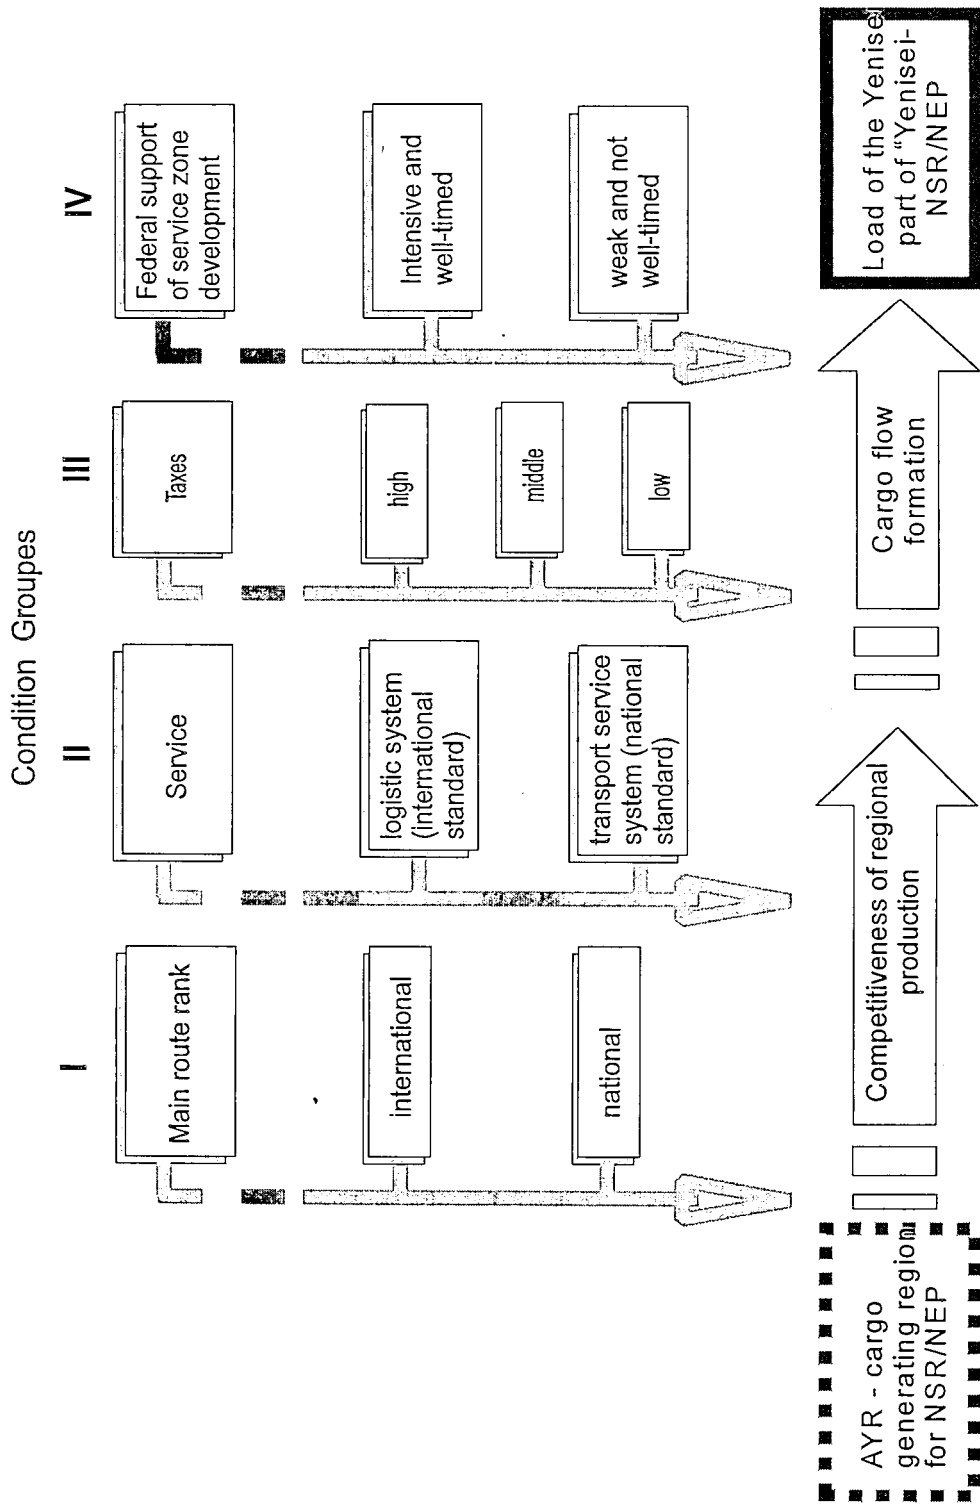 Condition Groupes
I
II
III
IV
Main route rank
international
national
Service
logistic system
(international
standard)
transport service
system (national
standard)
Taxes
high
middle
low
Federal support
of service zone
development
Intensive and
well-timed
weak and not
well-timed
AYR - cargo
generating region
for NSR/NEP
Competitiveness of regional
production
Cargo flow
formation
Load of the Yenisei
part of "Yenisei-
NSR/NEP